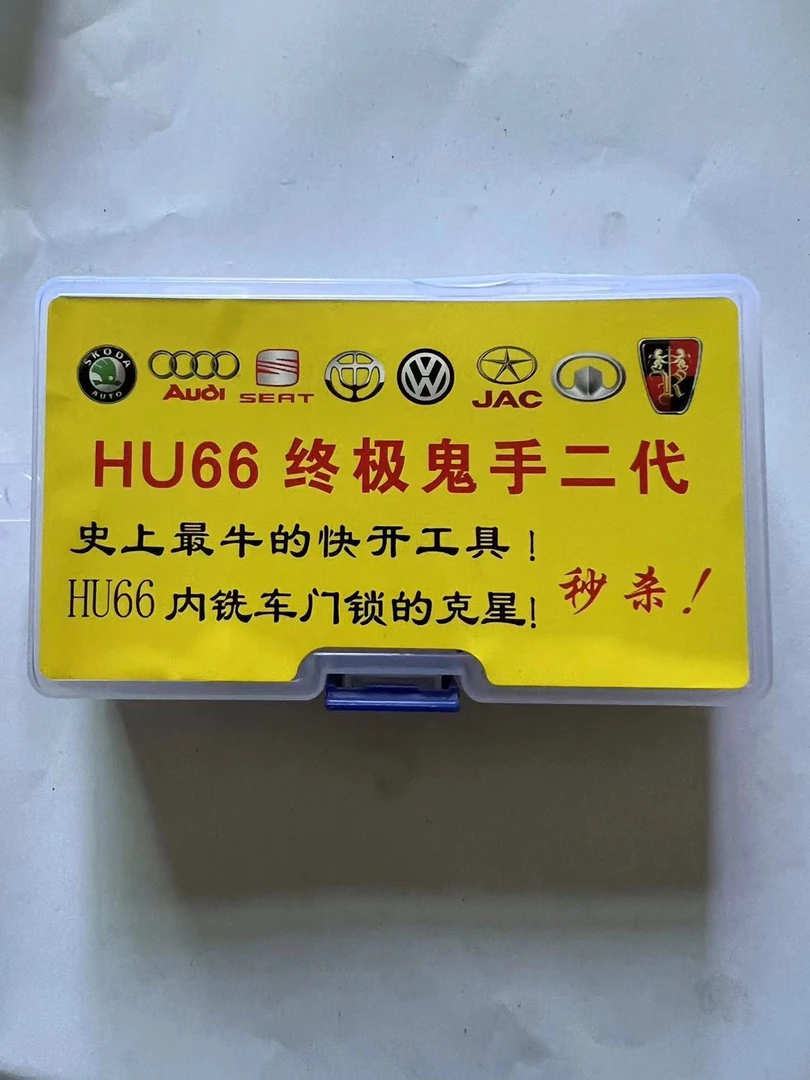 SKODA AUTO
Audi
SEAT
JAC
R
HU66 终极鬼手二代
史上最牛的快开工具！
HU66 内铣车门锁的克星！
秒杀！